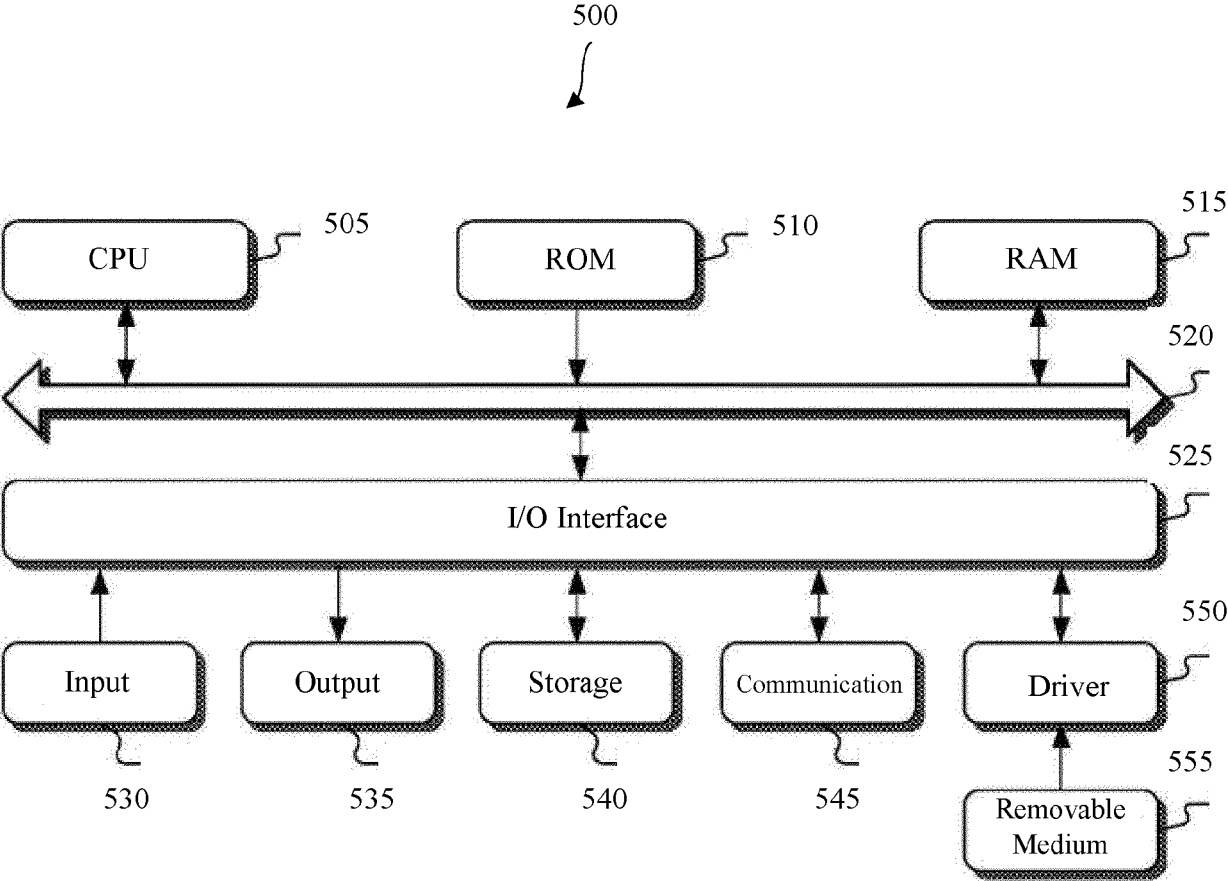 500
505
510
515
CPU
ROM
RAM
520
525
I/O Interface
550
Input
Output
Storage
Communication
Driver
555
530
535
540
545
Removable
Medium